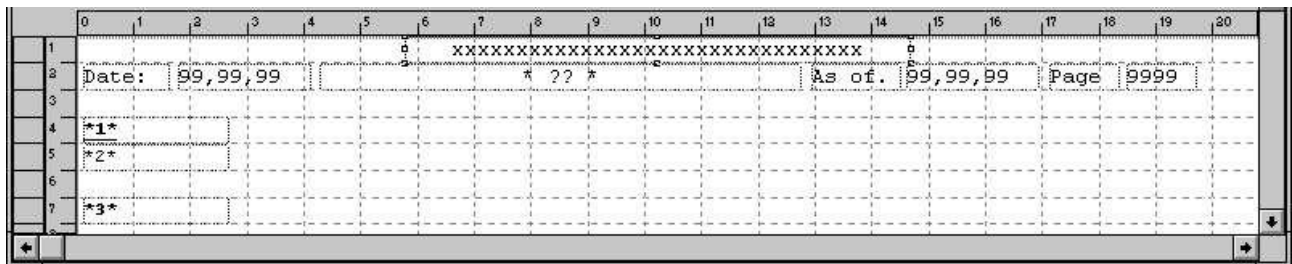 0 1 2 3 4 5 6 7 8 9 10 11 12 13 14 15 16 17 18 19 20
1 XXXXXXXXXXXXXXXXXXXXXXXXXXXXXXXX
2 Date: 99,99,99 * ?? * As of. 99,99,99 Page 9999
3
4 *1*
5 *2*
6
7 *3*